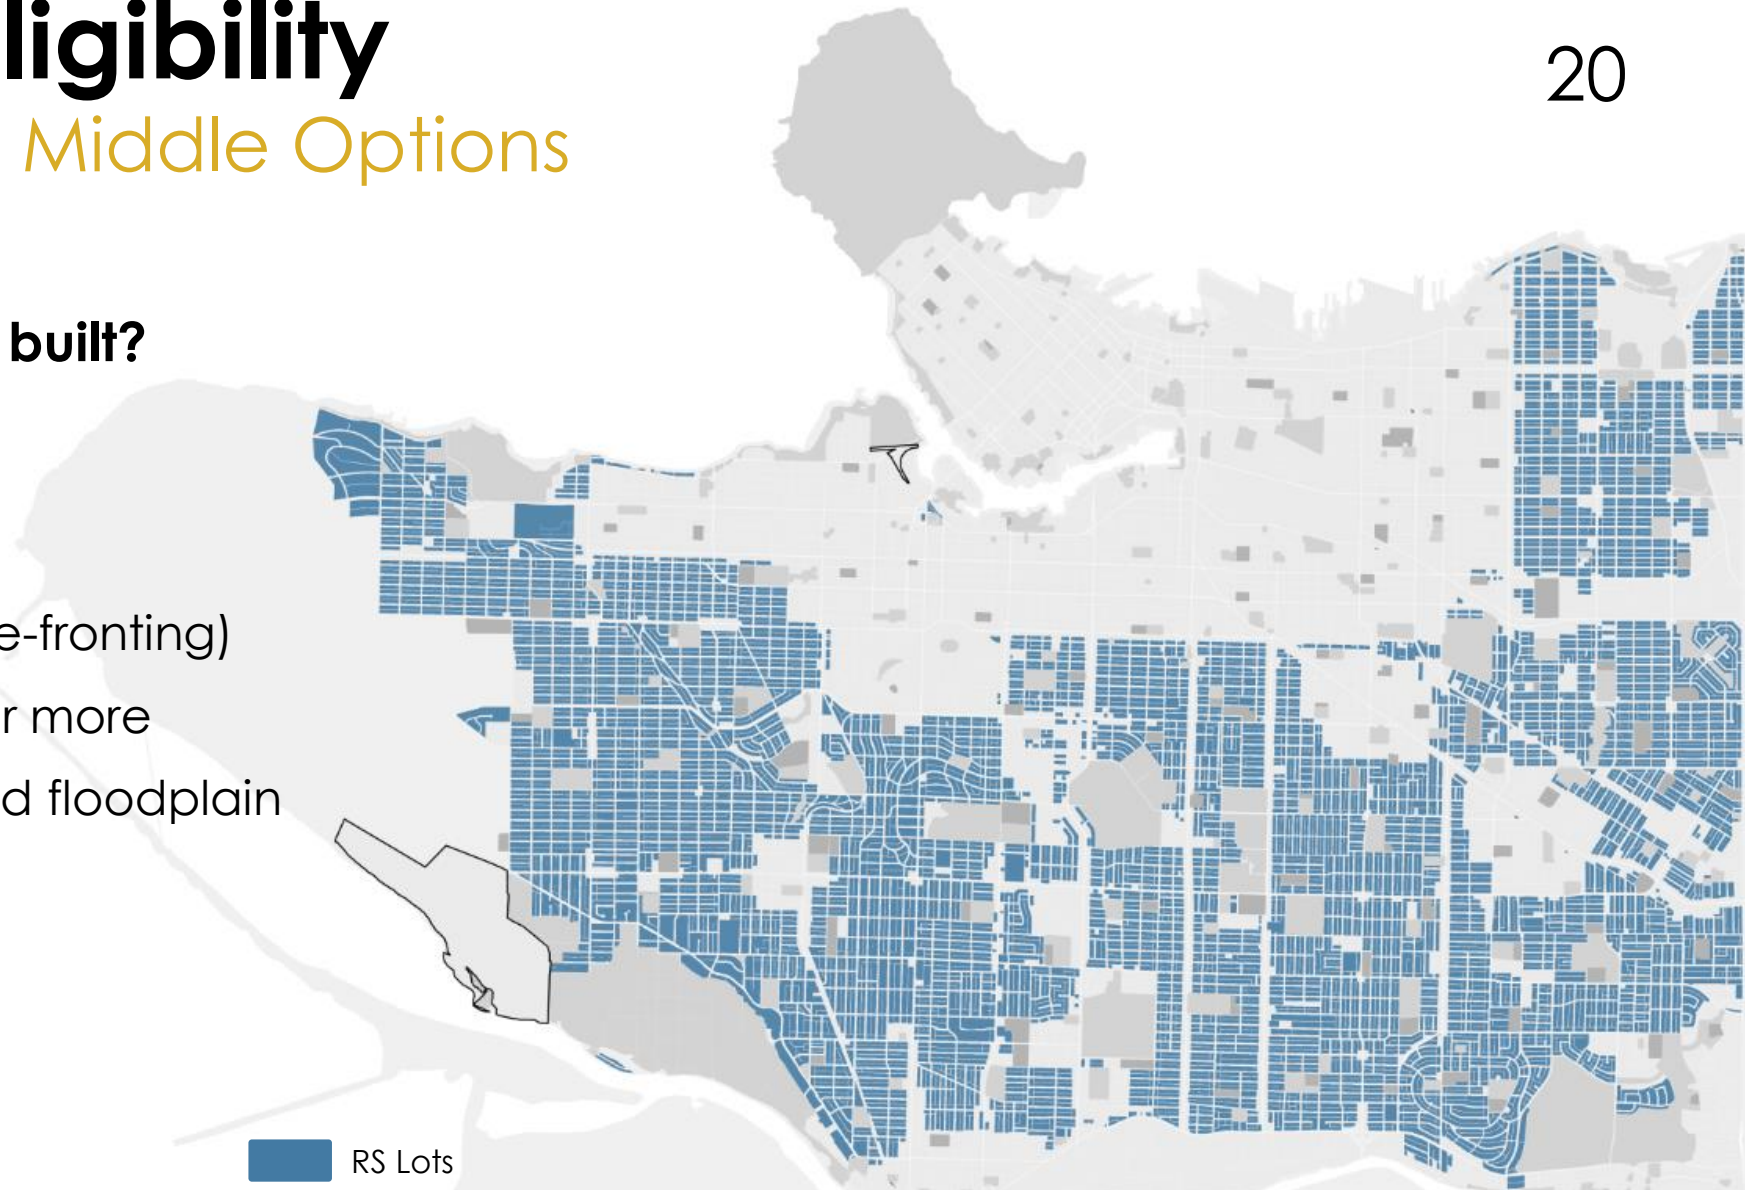 ligibility
20
Middle Options
built?
e-fronting)
r more
d floodplain
RS Lots